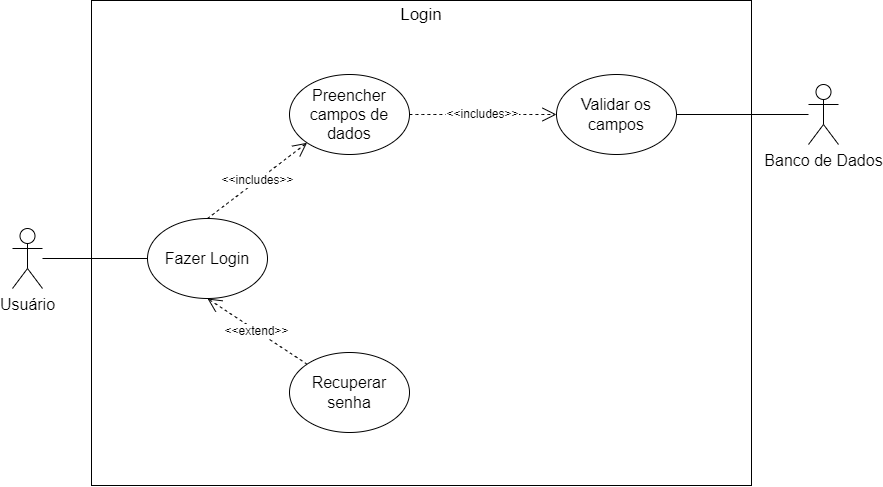 Login
Preencher
campos de
dados
<<includes>>
Validar os
campos
Banco de Dados
<<includes>>
Fazer Login
Usuário
<<extend>>
Recuperar
senha